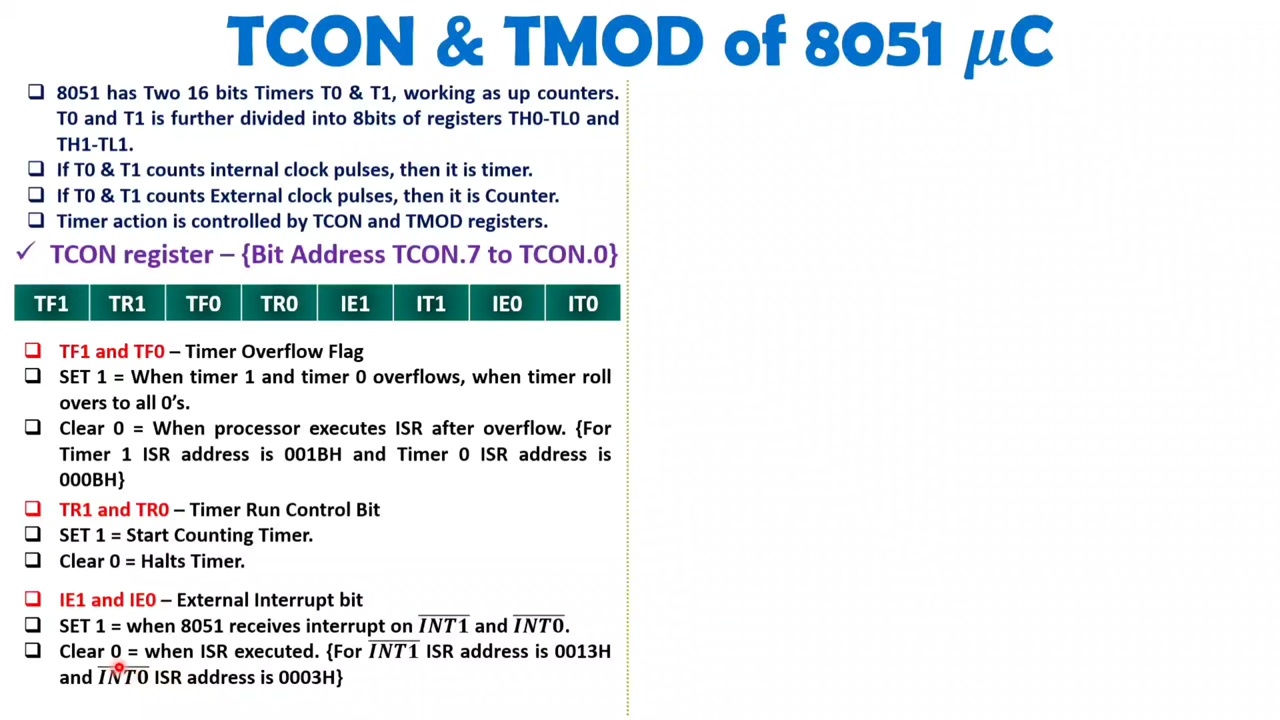 TCON & TMOD of 8051 𝝁C
❑ 8051 has Two 16 bits Timers T0 & T1, working as up counters.
T0 and T1 is further divided into 8bits of registers TH0-TL0 and
TH1-TL1.
❑ If T0 & T1 counts internal clock pulses, then it is timer.
❑ If T0 & T1 counts External clock pulses, then it is Counter.
❑ Timer action is controlled by TCON and TMOD registers.
✓ TCON register – {Bit Address TCON.7 to TCON.0}
TF1 TR1 TF0 TR0 IE1 IT1 IE0 IT0
❑ TF1 and TF0 – Timer Overflow Flag
❑ SET 1 = When timer 1 and timer 0 overflows, when timer roll
overs to all 0's.
❑ Clear 0 = When processor executes ISR after overflow. {For
Timer 1 ISR address is 001BH and Timer 0 ISR address is
000BH}
❑ TR1 and TR0 – Timer Run Control Bit
❑ SET 1 = Start Counting Timer.
❑ Clear 0 = Halts Timer.
❑ IE1 and IE0 – External Interrupt bit
❑ SET 1 = when 8051 receives interrupt on I̅N̅T̅1̅ and I̅N̅T̅0̅.
❑ Clear 0 = when ISR executed. {For I̅N̅T̅1̅ ISR address is 0013H
and I̅N̅T̅0̅ ISR address is 0003H}